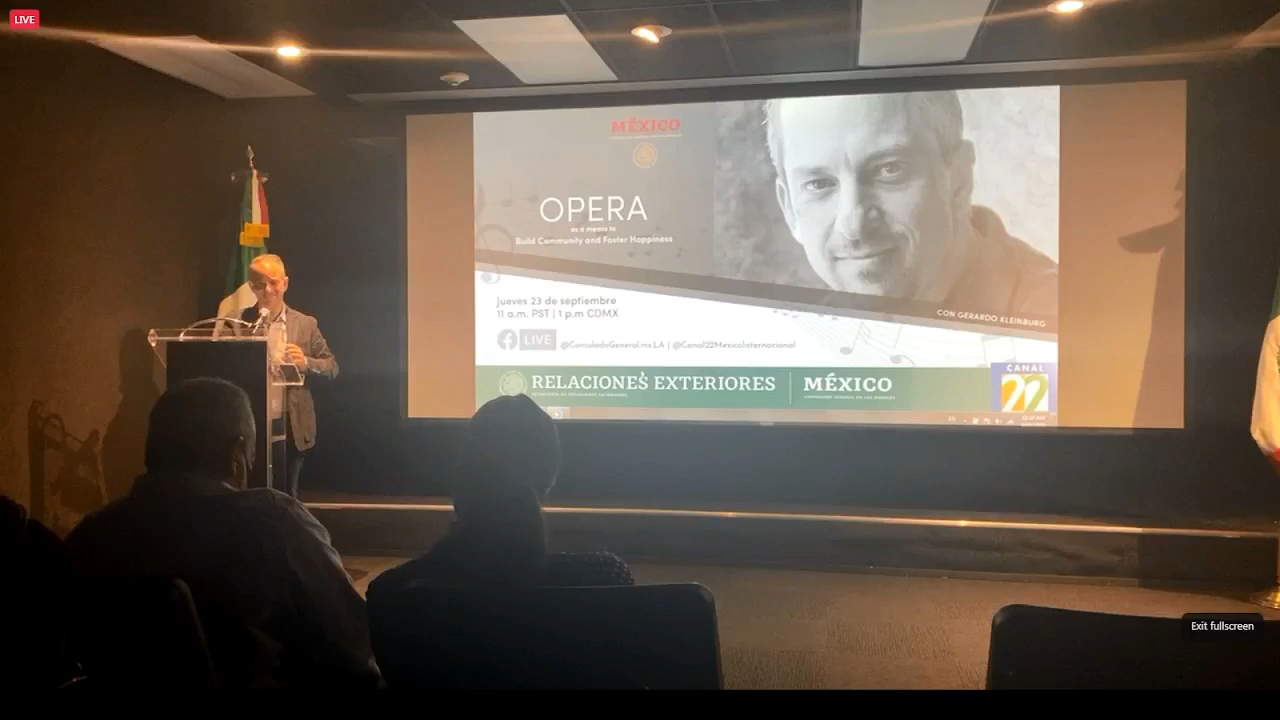 LIVE
MÉXICO
OPERA
as a means to
Build Community and Foster Happiness
Jueves 23 de septiembre
11 a.m. PST | 1 p.m CDMX
CON GERARDO KLEINBURG
LIVE @ConsuladoGeneral.mx.LA | @Canal22MexicoInternacional
RELACIONES EXTERIORES
MÉXICO
CANAL
22
Exit fullscreen